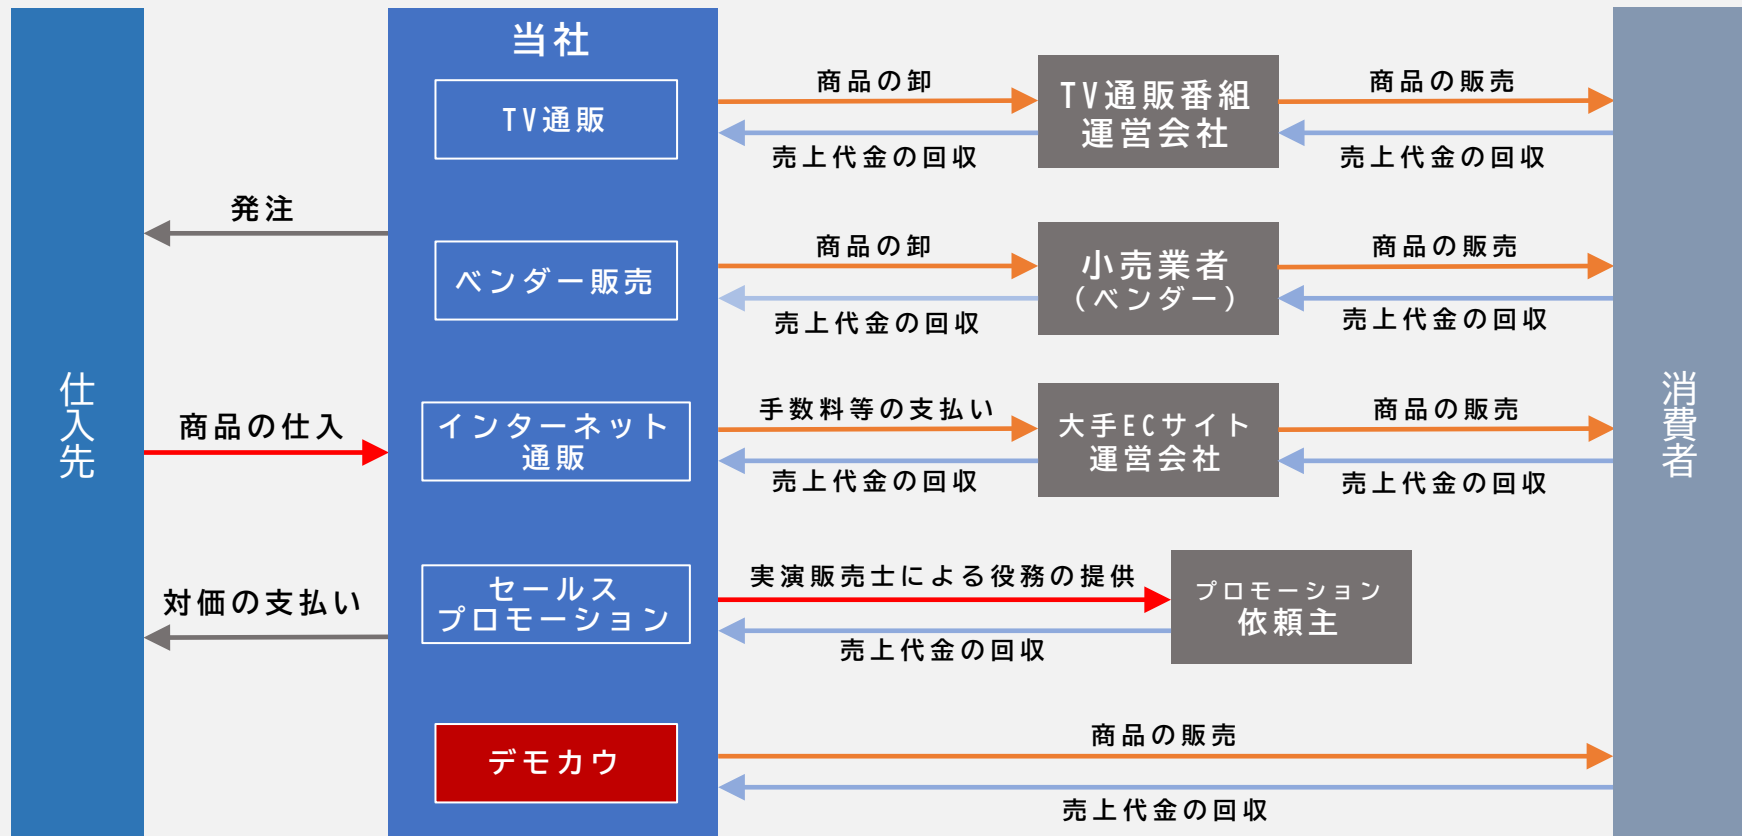 当社
TV通販
商品の卸
売上代金の回収
TV通販番組
運営会社
商品の販売
売上代金の回収
発注
ベンダー販売
商品の卸
売上代金の回収
小売業者
(ベンダー)
商品の販売
売上代金の回収
仕入先
商品の仕入
インターネット
通販
手数料等の支払い
売上代金の回収
大手ECサイト
運営会社
商品の販売
売上代金の回収
消費者
対価の支払い
セールス
プロモーション
実演販売士による役務の提供
売上代金の回収
プロモーション
依頼主
デモカウ
商品の販売
売上代金の回収